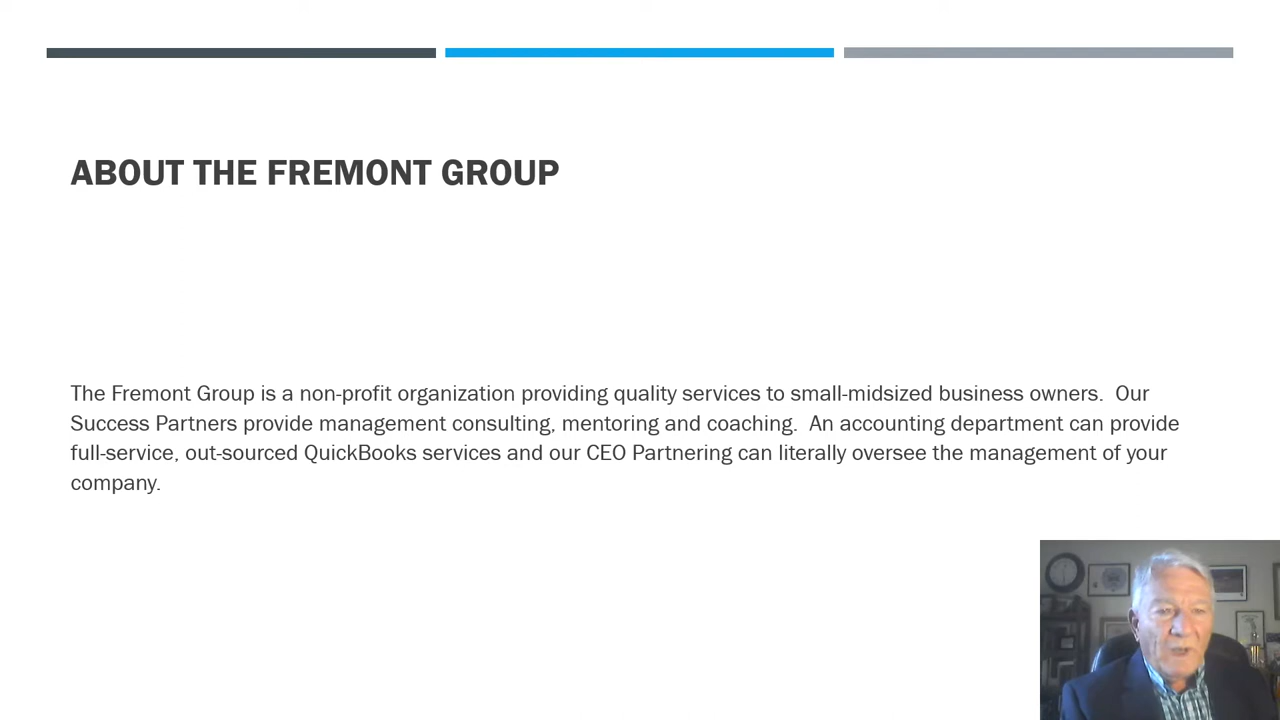 ABOUT THE FREMONT GROUP
The Fremont Group is a non-profit organization providing quality services to small-midsized business owners.  Our
Success Partners provide management consulting, mentoring and coaching.  An accounting department can provide
full-service, out-sourced QuickBooks services and our CEO Partnering can literally oversee the management of your
company.